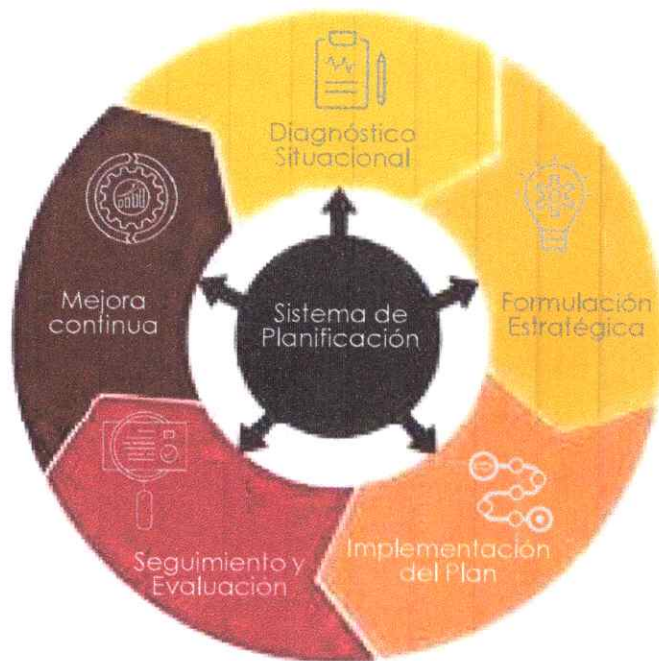 Diagnóstico
Situacional
Formulación
Estratégica
Implementación
del Plan
Seguimiento y
Evaluación
Mejora
continua
Sistema de
Planificación